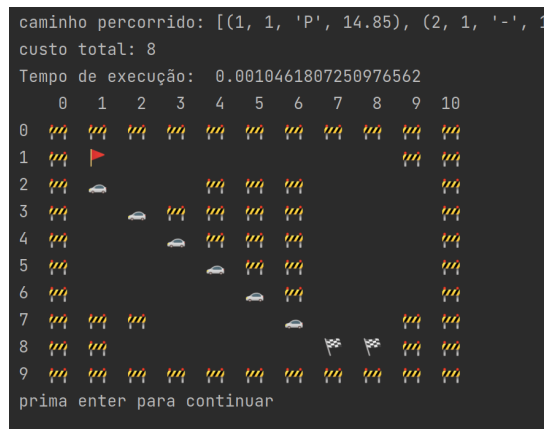 caminho percorrido: [(1, 1, 'P', 14.85), (2, 1, '-', 1
custo total: 8
Tempo de execução:  0.0010461807250976562
0 1 2 3 4 5 6 7 8 9 10
0 🚧 🚧 🚧 🚧 🚧 🚧 🚧 🚧 🚧 🚧 🚧
1 🚧 🚩 🚧 🚧
2 🚧 🚗 🚧 🚧 🚧 🚧
3 🚧 🚗 🚧 🚧 🚧 🚧 🚧
4 🚧 🚗 🚧 🚧 🚧 🚧
5 🚧 🚗 🚧 🚧 🚧
6 🚧 🚗 🚧 🚧
7 🚧 🚧 🚧 🚗 🚧 🚧
8 🚧 🚧 🏁 🏁 🚧 🚧
9 🚧 🚧 🚧 🚧 🚧 🚧 🚧 🚧 🚧 🚧 🚧
prima enter para continuar